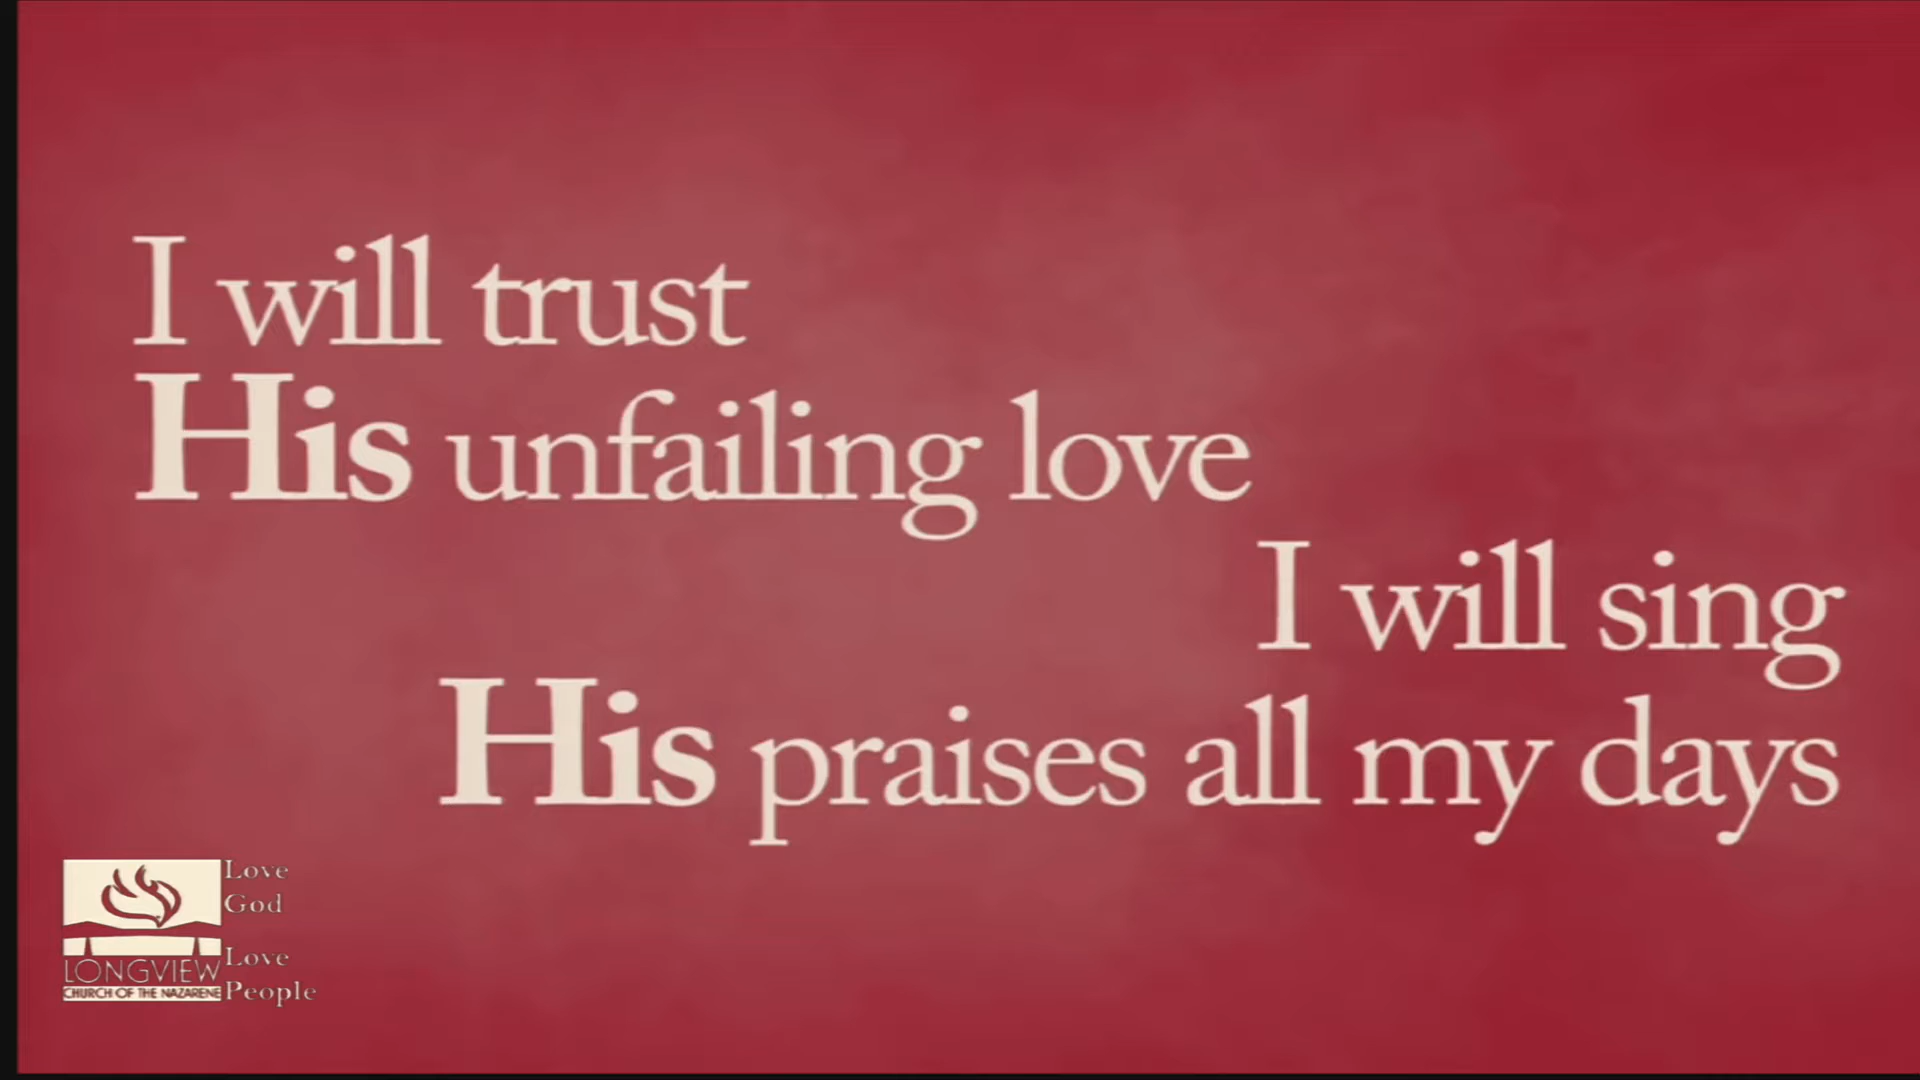 I will trust
His unfailing love
I will sing
His praises all my days
Love
God
Love
People
LONGVIEW
CHURCH OF THE NAZARENE